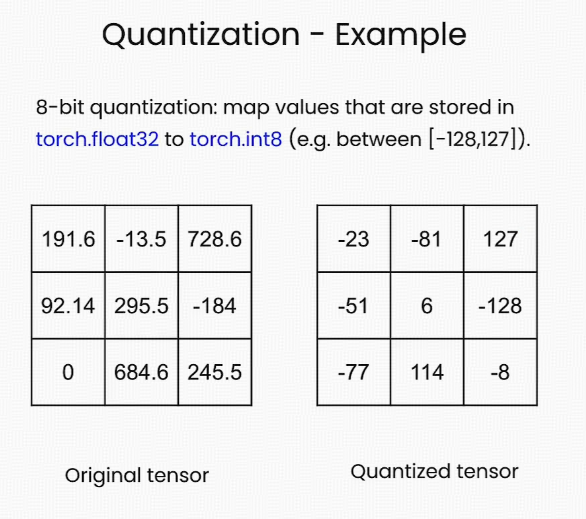 Quantization - Example
8-bit quantization: map values that are stored in
torch.float32 to torch.int8 (e.g. between [-128,127]).
191.6 -13.5 728.6
92.14 295.5 -184
0 684.6 245.5
-23 -81 127
-51 6 -128
-77 114 -8
Original tensor
Quantized tensor